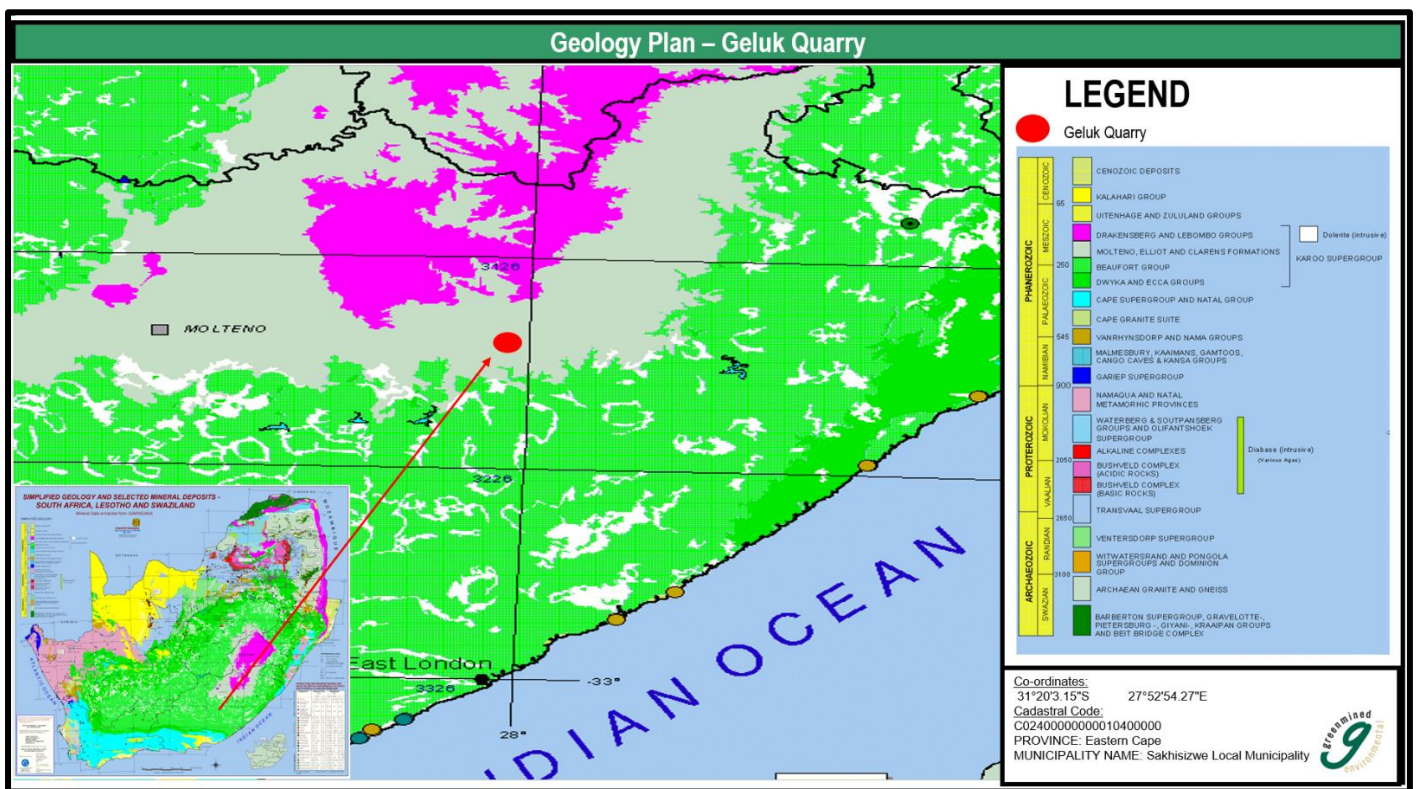 Geology Plan – Geluk Quarry
3126
MOLTENO
3226
East London
3326
-33°
28°
INDIAN OCEAN
SIMPLIFIED GEOLOGY AND SELECTED MINERAL DEPOSITS -
SOUTH AFRICA, LESOTHO AND SWAZILAND
ATLANTIC OCEAN
INDIAN OCEAN
LEGEND
Geluk Quarry
CENOZOIC
PHANEROZOIC
MESZOIC
PALAEOZOIC
NAMIBIAN
PROTEROZOIC
MOKOLIAN
VAALIAN
ARCHAEOZOIC
RANDIAN
SWAZIAN
65
250
545
900
2050
2650
3100
CENOZOIC DEPOSITS
KALAHARI GROUP
UITENHAGE AND ZULULAND GROUPS
DRAKENSBERG AND LEBOMBO GROUPS
MOLTENO, ELLIOT AND CLARENS FORMATIONS
BEAUFORT GROUP
DWYKA AND ECCA GROUPS
Dolerite (intrusive)
KAROO SUPERGROUP
CAPE SUPERGROUP AND NATAL GROUP
CAPE GRANITE SUITE
VANRHYNSDORP AND NAMA GROUPS
MALMESBURY, KAAIMANS, GAMTOOS,
CANGO CAVES & KANSA GROUPS
GARIEP SUPERGROUP
NAMAQUA AND NATAL
METAMORHIC PROVINCES
WATERBERG & SOUTPANSBERG
GROUPS AND OLIFANTSHOEK
SUPERGROUP
ALKALINE COMPLEXES
BUSHVELD COMPLEX
(ACIDIC ROCKS)
BUSHVELD COMPLEX
(BASIC ROCKS)
Diabase (intrusive)
(Various Ages)
TRANSVAAL SUPERGROUP
VENTERSDORP SUPERGROUP
WITWATERSRAND AND PONGOLA
SUPERGROUPS AND DOMINION
GROUP
ARCHAEAN GRANITE AND GNEISS
BARBERTON SUPERGROUP, GRAVELOTTE-,
PIETERSBURG -, GIYANI-, KRAAIPAN GROUPS
AND BEIT BRIDGE COMPLEX
Co-ordinates:
31°20'3.15"S 27°52'54.27"E
Cadastral Code:
C02400000000010400000
PROVINCE: Eastern Cape
MUNICIPALITY NAME: Sakhisizwe Local Municipality
greenmined
environmental